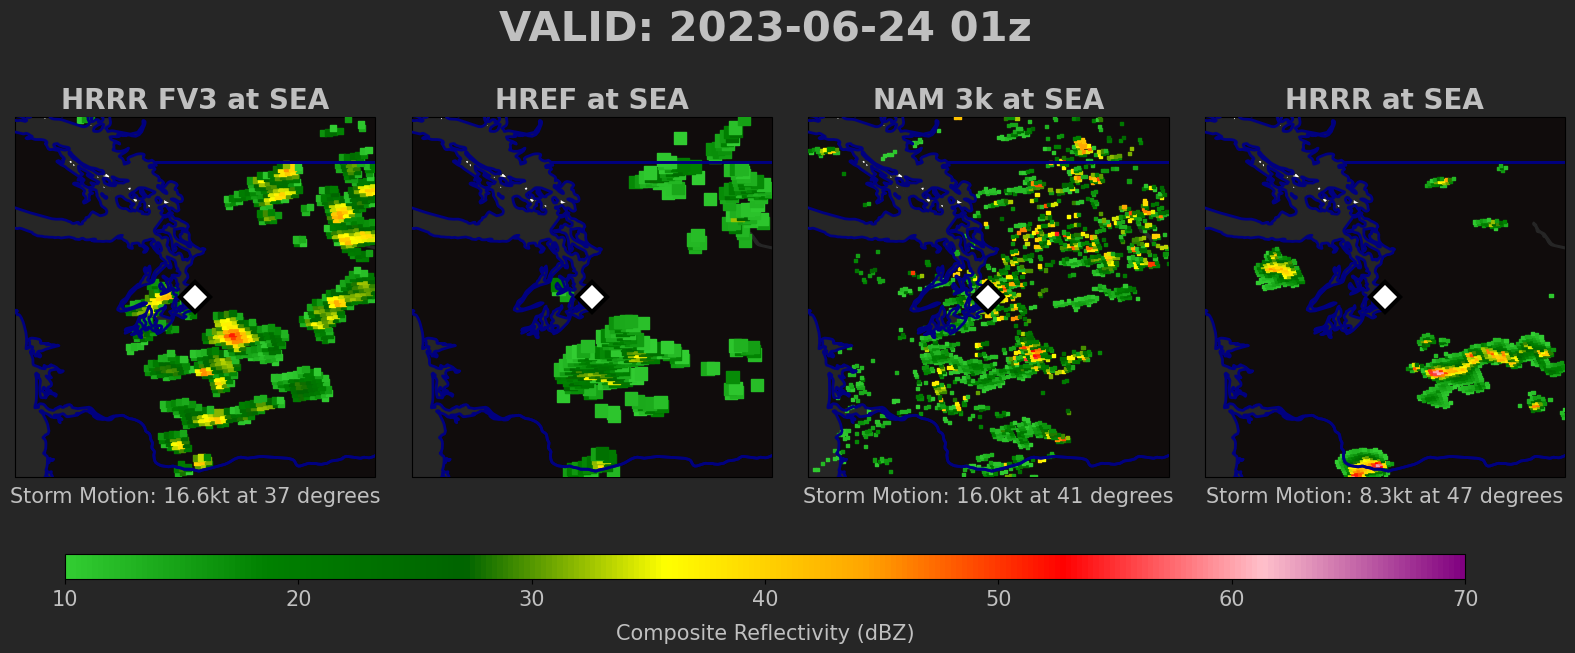 VALID: 2023-06-24 01z
HRRR FV3 at SEA
HREF at SEA
NAM 3k at SEA
HRRR at SEA
Storm Motion: 16.6kt at 37 degrees
Storm Motion: 16.0kt at 41 degrees
Storm Motion: 8.3kt at 47 degrees
10 20 30 40 50 60 70
Composite Reflectivity (dBZ)